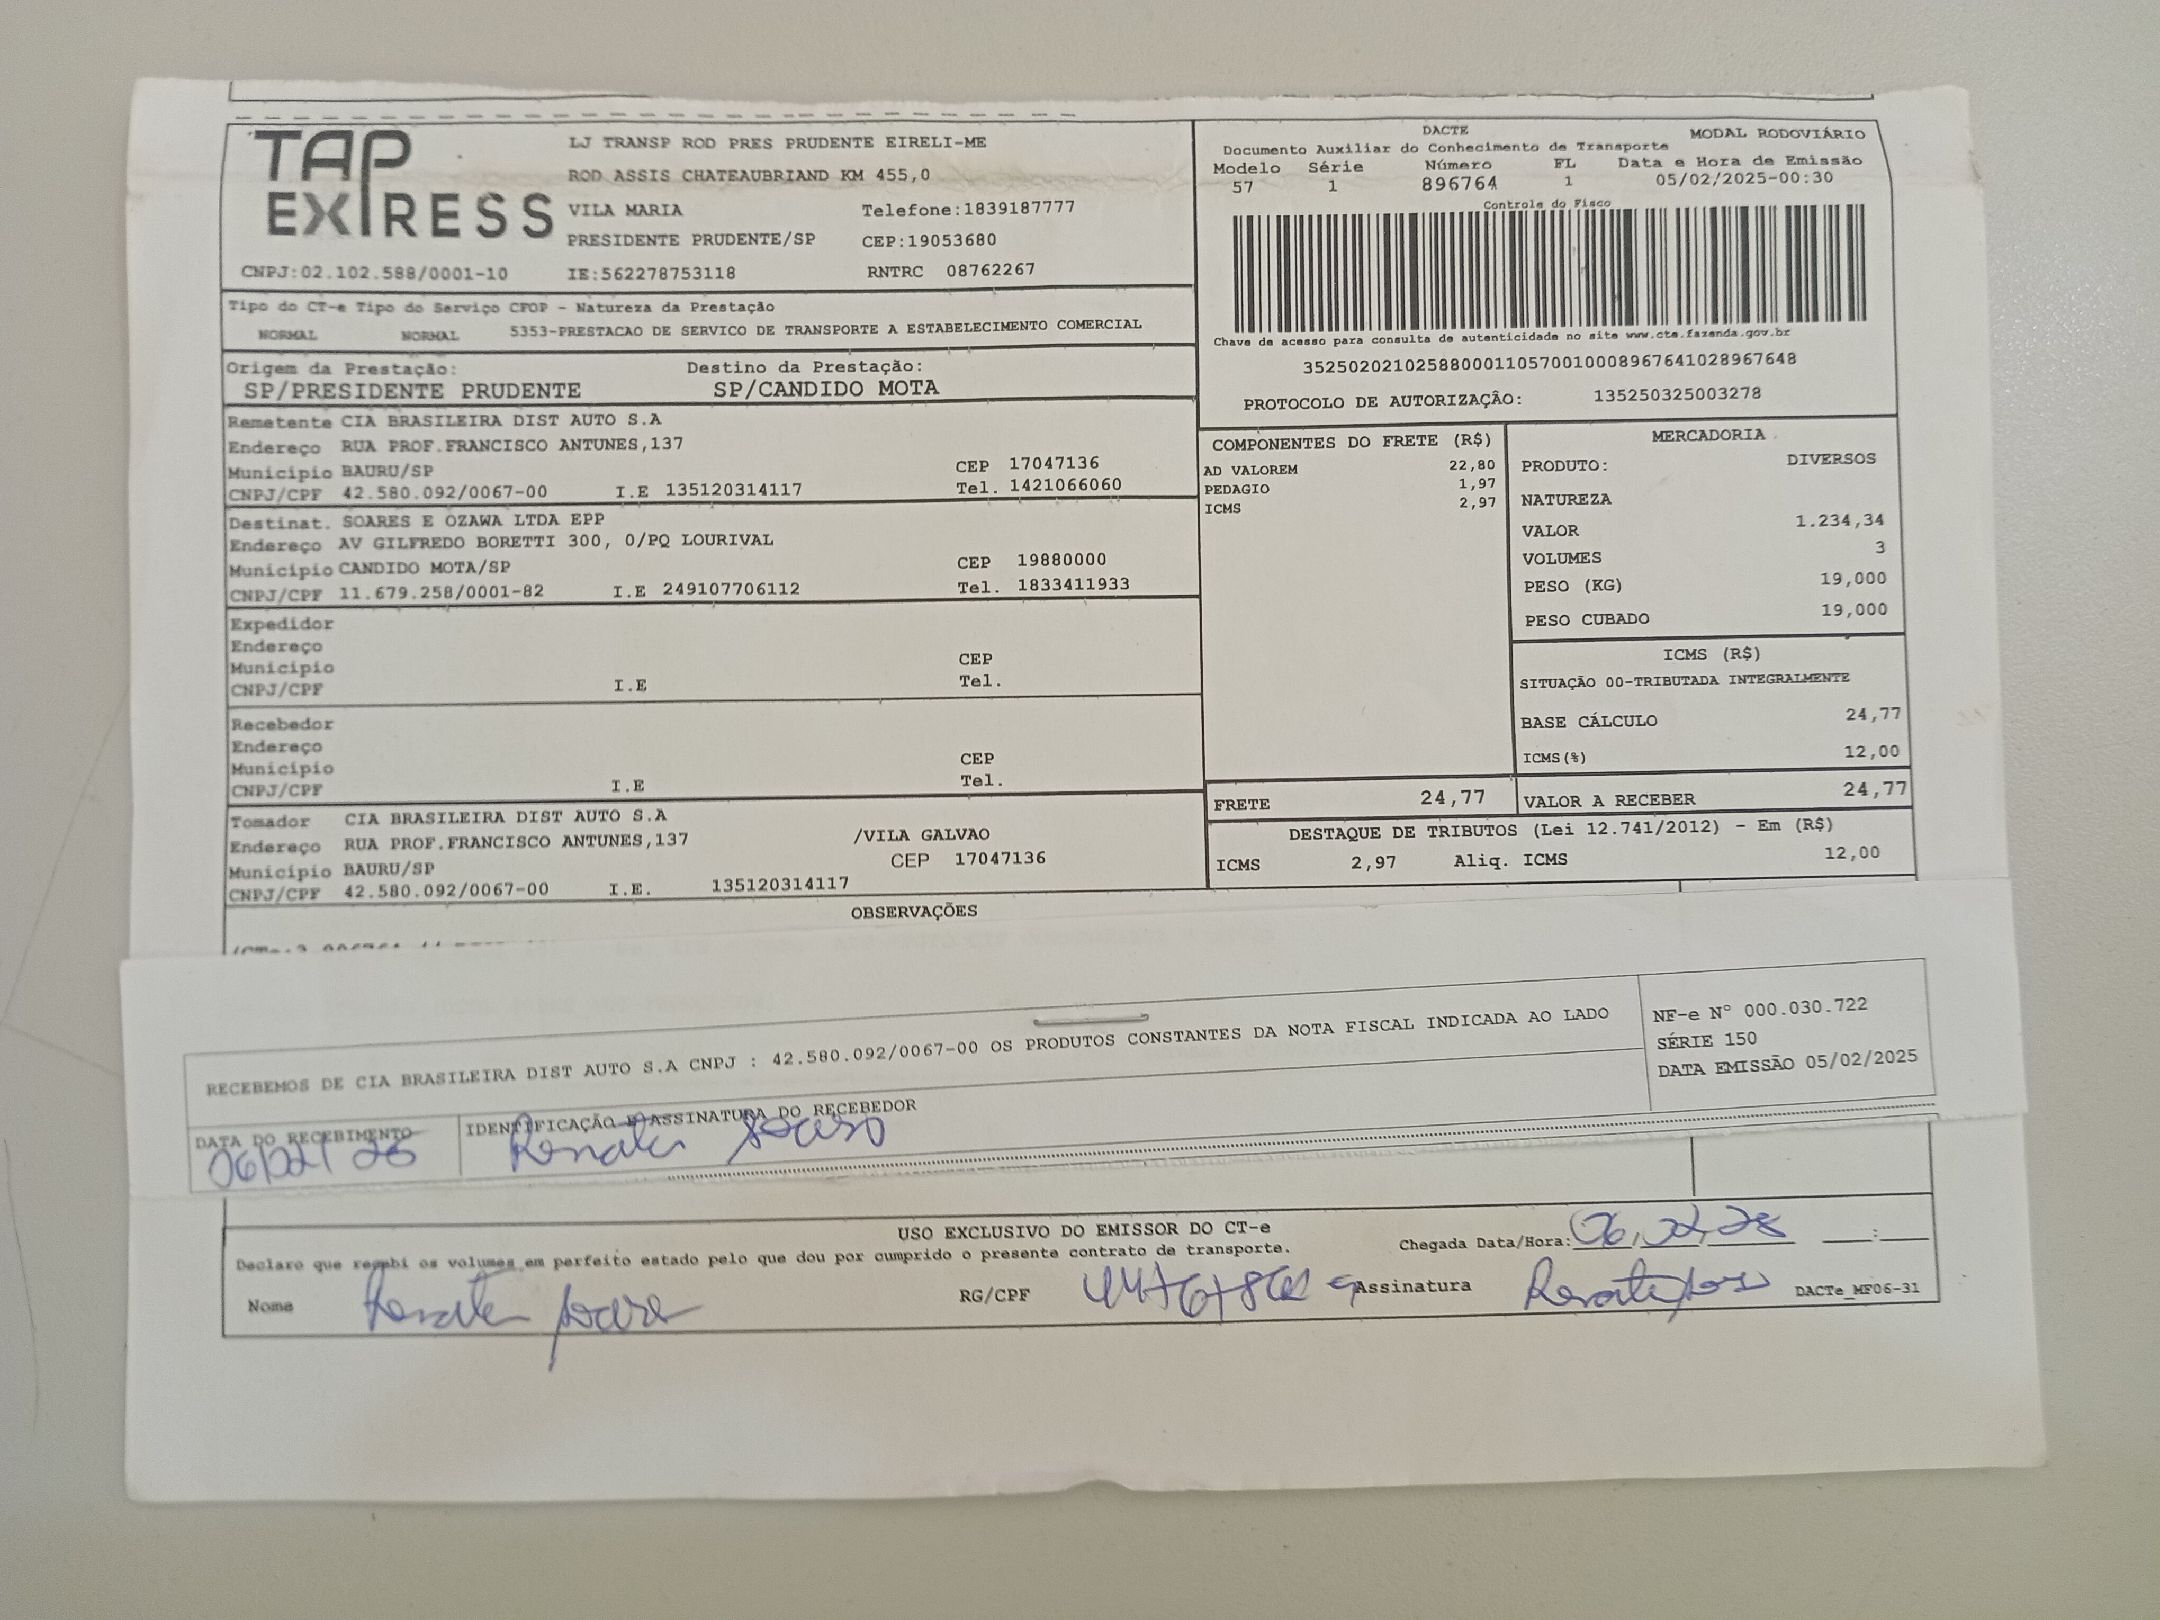 TAP
EXPRESS
LJ TRANSP ROD PRES PRUDENTE EIRELI-ME
ROD ASSIS CHATEAUBRIAND KM 455,0
VILA MARIA Telefone:1839187777
PRESIDENTE PRUDENTE/SP CEP:19053680
CNPJ:02.102.588/0001-10 IE:562278753118 RNTRC 08762267
DACTE MODAL RODOVIÁRIO
Documento Auxiliar do Conhecimento de Transporte
Modelo Série Número FL Data e Hora de Emissão
57 1 896764 1 05/02/2025-00:30
Controle do Fisco
Chave de acesso para consulta de autenticidade no site www.cte.fazenda.gov.br
35250202102588000110570010008967641028967648
PROTOCOLO DE AUTORIZAÇÃO: 135250325003278
Tipo do CT-e Tipo do Serviço CFOP - Natureza da Prestação
NORMAL NORMAL 5353-PRESTACAO DE SERVICO DE TRANSPORTE A ESTABELECIMENTO COMERCIAL
Origem da Prestação: Destino da Prestação:
SP/PRESIDENTE PRUDENTE SP/CANDIDO MOTA
Remetente CIA BRASILEIRA DIST AUTO S.A
Endereço RUA PROF.FRANCISCO ANTUNES,137
Município BAURU/SP CEP 17047136
CNPJ/CPF 42.580.092/0067-00 I.E 135120314117 Tel. 1421066060
Destinat. SOARES E OZAWA LTDA EPP
Endereço AV GILFREDO BORETTI 300, 0/PQ LOURIVAL
Município CANDIDO MOTA/SP CEP 19880000
CNPJ/CPF 11.679.258/0001-82 I.E 249107706112 Tel. 1833411933
Expedidor
Endereço
Município CEP
CNPJ/CPF I.E Tel.
Recebedor
Endereço
Município CEP
CNPJ/CPF I.E Tel.
Tomador CIA BRASILEIRA DIST AUTO S.A
Endereço RUA PROF.FRANCISCO ANTUNES,137 /VILA GALVAO
Município BAURU/SP CEP 17047136
CNPJ/CPF 42.580.092/0067-00 I.E. 135120314117
COMPONENTES DO FRETE (R$)
AD VALOREM 22,80
PEDAGIO 1,97
ICMS 2,97
MERCADORIA
PRODUTO: DIVERSOS
NATUREZA
VALOR 1.234,34
VOLUMES 3
PESO (KG) 19,000
PESO CUBADO 19,000
ICMS (R$)
SITUAÇÃO 00-TRIBUTADA INTEGRALMENTE
BASE CÁLCULO 24,77
ICMS(%) 12,00
FRETE 24,77 VALOR A RECEBER 24,77
DESTAQUE DE TRIBUTOS (Lei 12.741/2012) - Em (R$)
ICMS 2,97 Aliq. ICMS 12,00
OBSERVAÇÕES
RECEBEMOS DE CIA BRASILEIRA DIST AUTO S.A CNPJ : 42.580.092/0067-00 OS PRODUTOS CONSTANTES DA NOTA FISCAL INDICADA AO LADO
NF-e N° 000.030.722
SÉRIE 150
DATA EMISSÃO 05/02/2025
DATA DO RECEBIMENTO IDENTIFICAÇÃO E ASSINATURA DO RECEBEDOR
Renata
USO EXCLUSIVO DO EMISSOR DO CT-e
Declaro que recebi os volumes em perfeito estado pelo que dou por cumprido o presente contrato de transporte.
Chegada Data/Hora:
Nome Renata RG/CPF Assinatura Renata DACTe_MF06-31